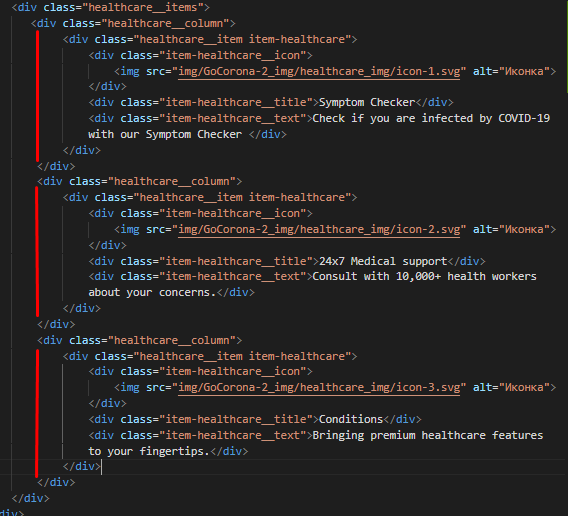 <div class="healthcare__items">
<div class="healthcare__column">
<div class="healthcare__item item-healthcare">
<div class="item-healthcare__icon">
<img src="img/GoCorona-2_img/healthcare_img/icon-1.svg" alt="Иконка">
</div>
<div class="item-healthcare__title">Symptom Checker</div>
<div class="item-healthcare__text">Check if you are infected by COVID-19
with our Symptom Checker </div>
</div>
</div>
<div class="healthcare__column">
<div class="healthcare__item item-healthcare">
<div class="item-healthcare__icon">
<img src="img/GoCorona-2_img/healthcare_img/icon-2.svg" alt="Иконка">
</div>
<div class="item-healthcare__title">24x7 Medical support</div>
<div class="item-healthcare__text">Consult with 10,000+ health workers
about your concerns.</div>
</div>
</div>
<div class="healthcare__column">
<div class="healthcare__item item-healthcare">
<div class="item-healthcare__icon">
<img src="img/GoCorona-2_img/healthcare_img/icon-3.svg" alt="Иконка">
</div>
<div class="item-healthcare__title">Conditions</div>
<div class="item-healthcare__text">Bringing premium healthcare features
to your fingertips.</div>
</div>
</div>
</div>
div>